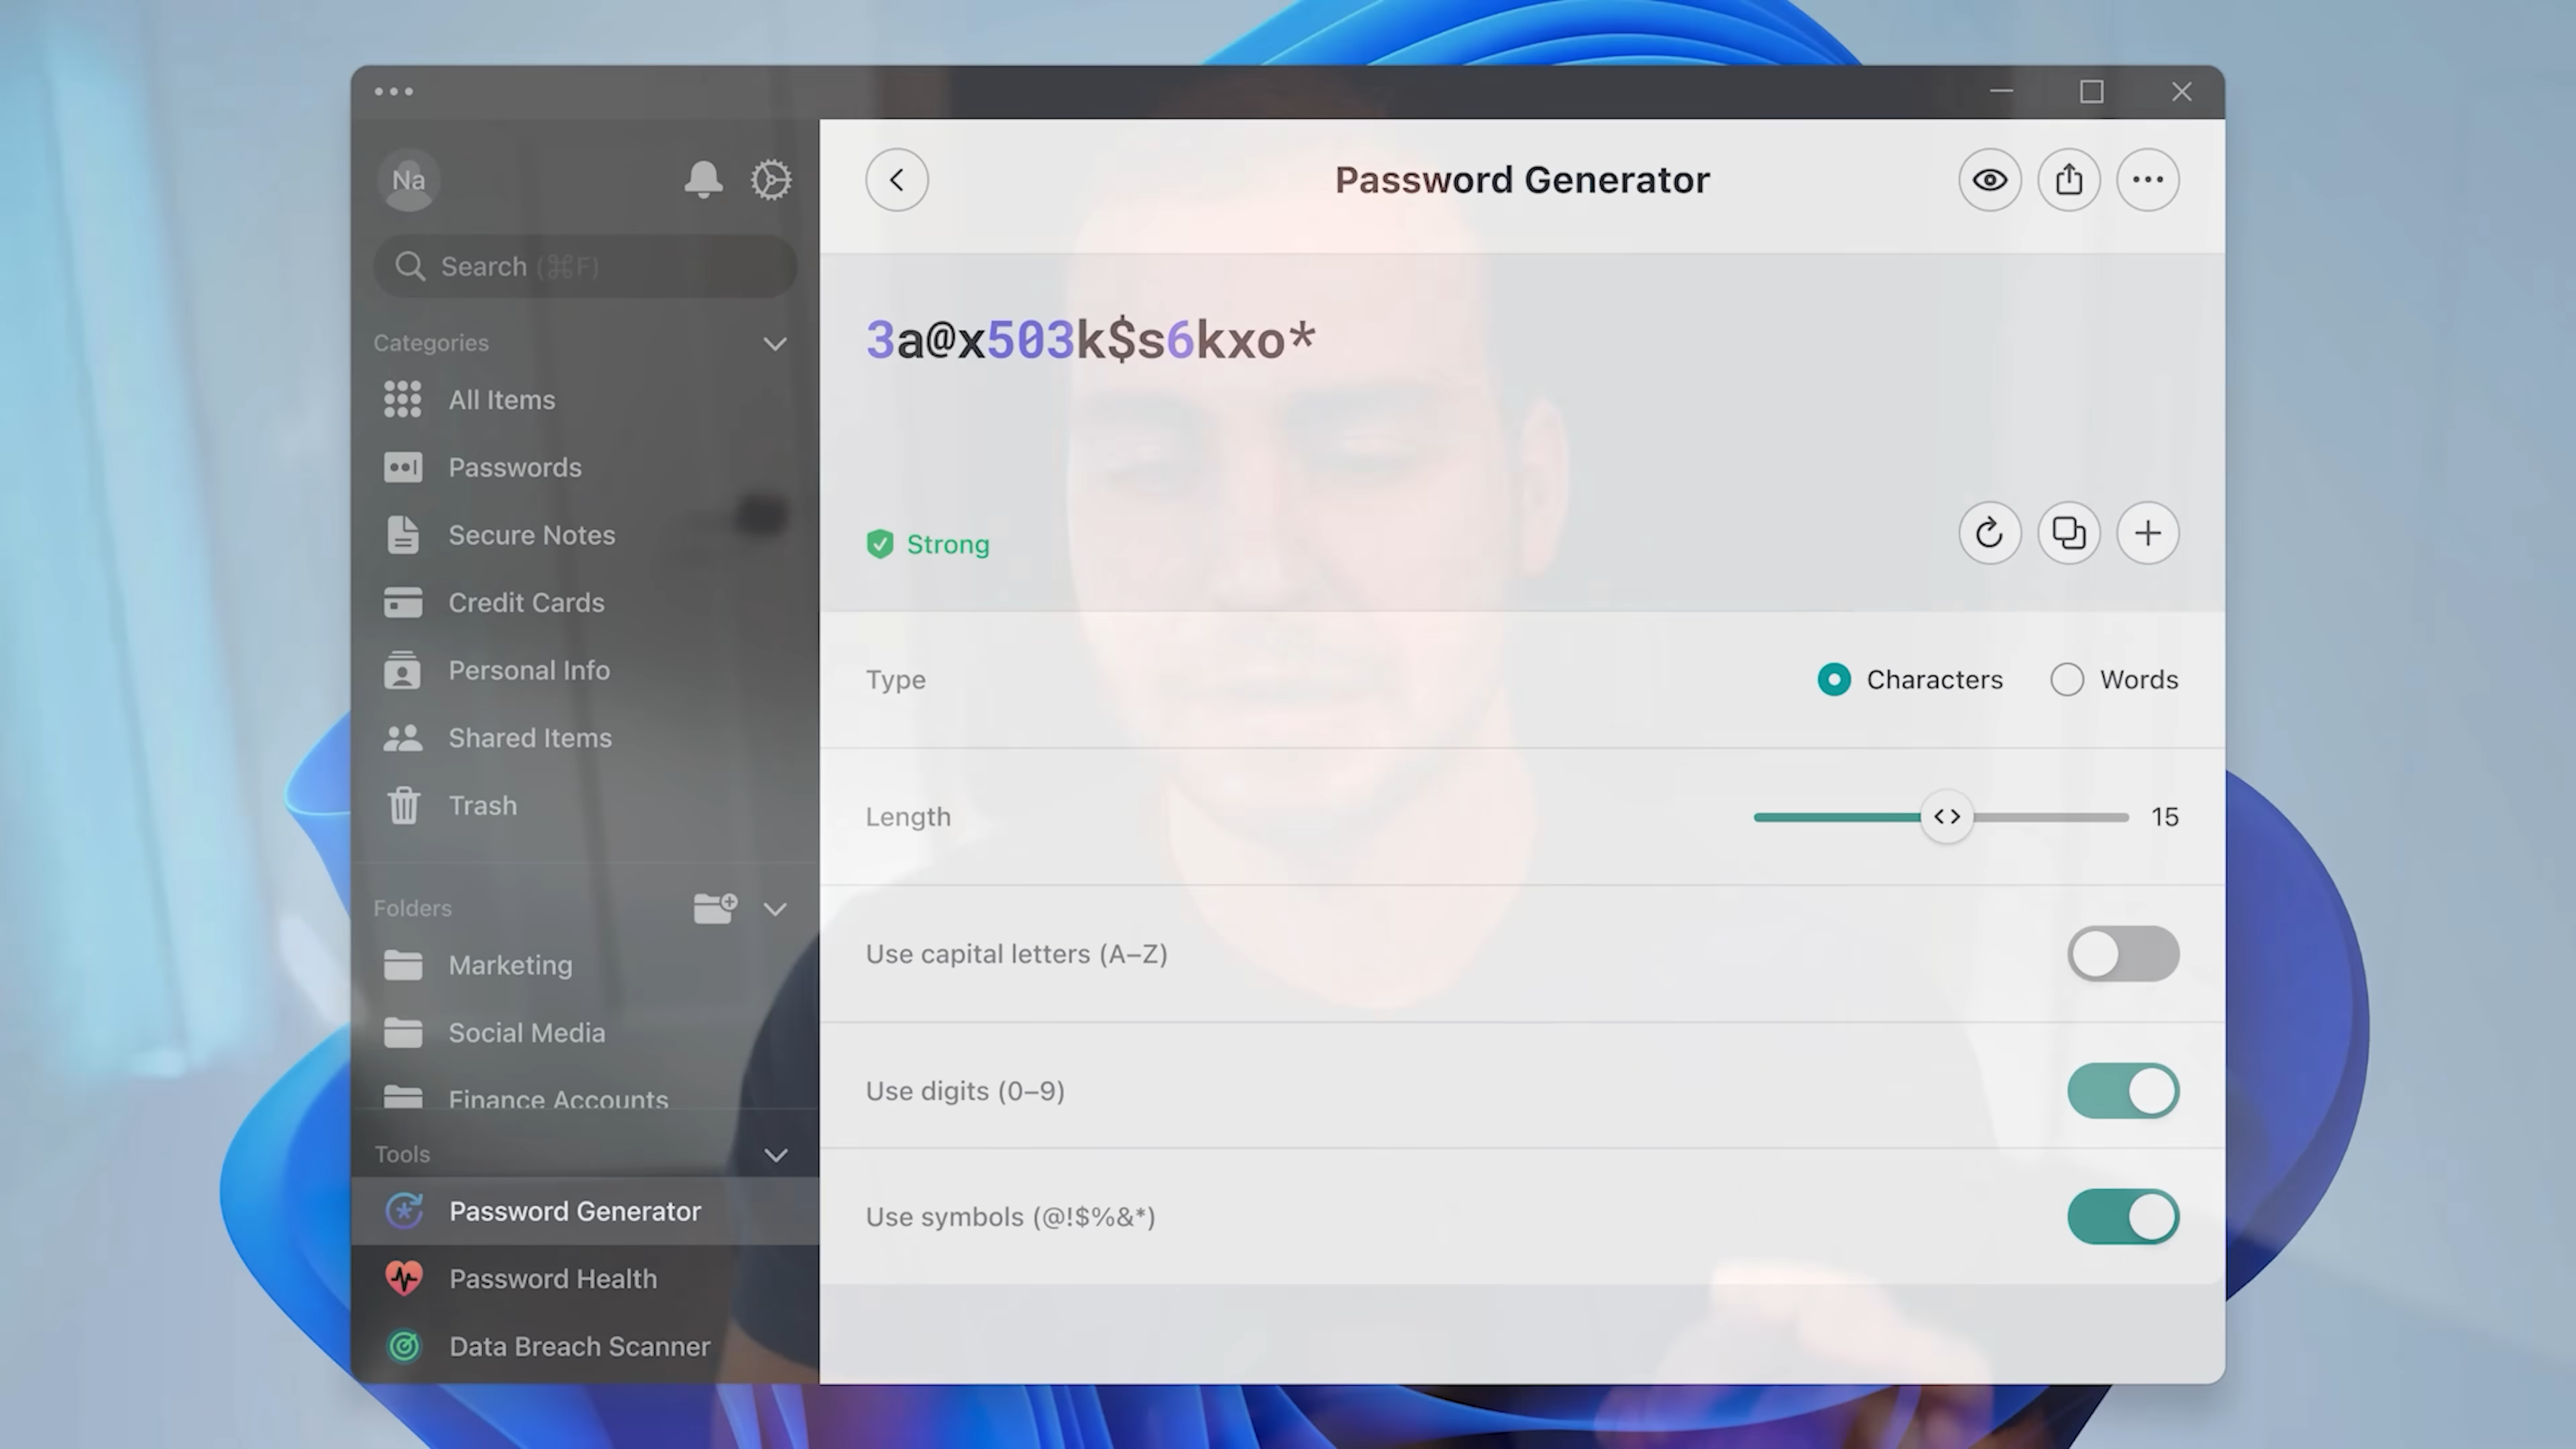 Na
Search (⌘F)
Categories
All Items
Passwords
Secure Notes
Credit Cards
Personal Info
Shared Items
Trash
Folders
Marketing
Social Media
Finance Accounts
Tools
Password Generator
Password Health
Data Breach Scanner
Password Generator
3a@x503k$s6kxo*
Strong
Type
Characters
Words
Length
15
Use capital letters (A–Z)
Use digits (0–9)
Use symbols (@!$%&*)